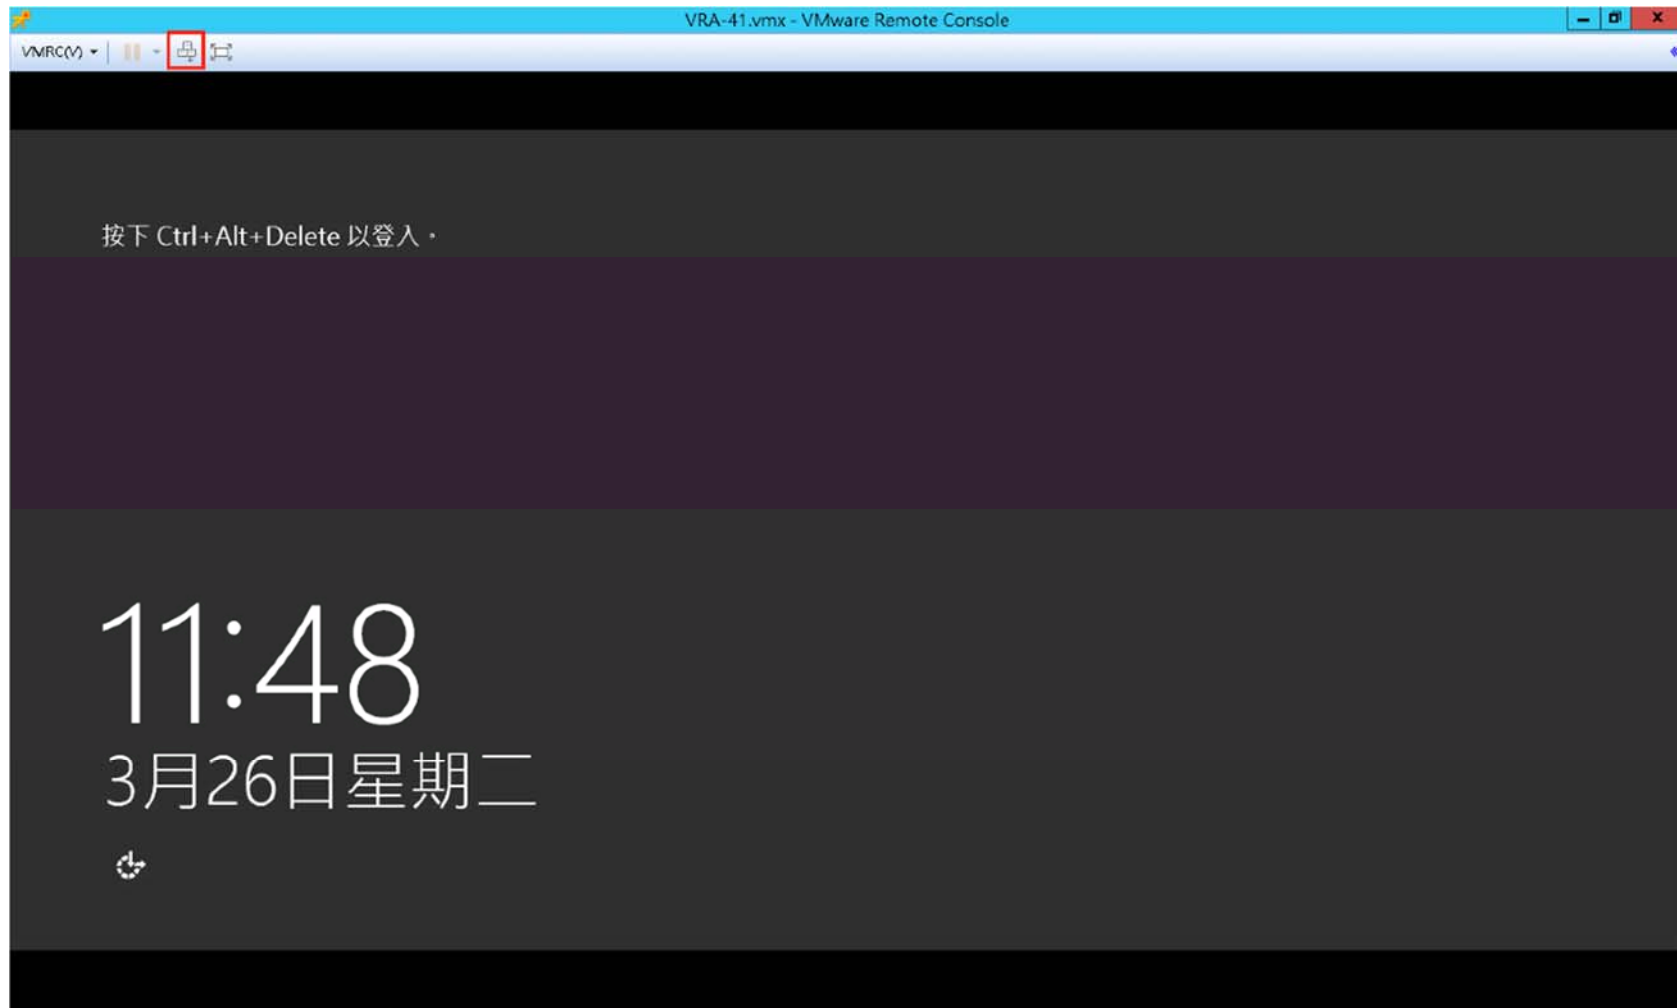 VRA-41.vmx - VMware Remote Console
VMRC(V)
按下 Ctrl+Alt+Delete 以登入。
11:48
3月26日星期二